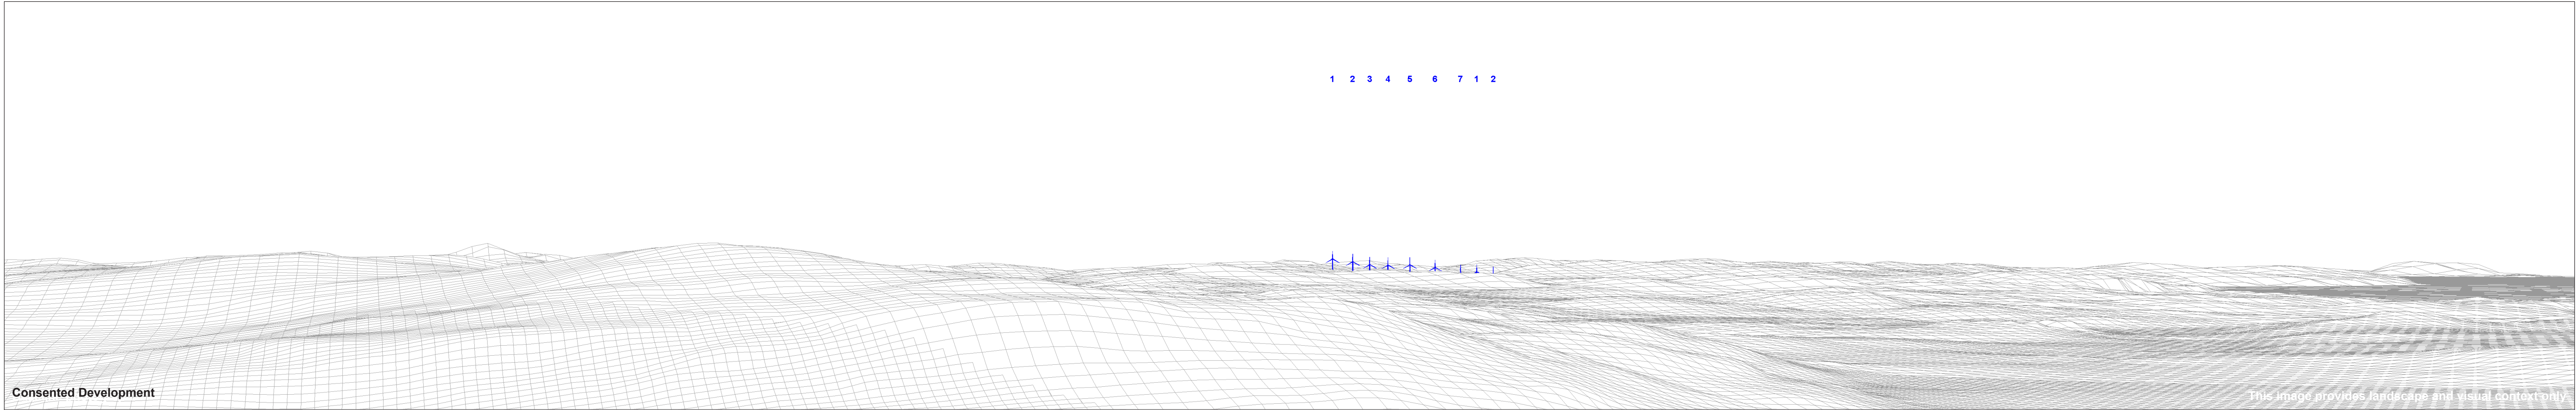 1 2 3 4 5 6 7 1 2
Consented Development
This image provides landscape and visual context only.